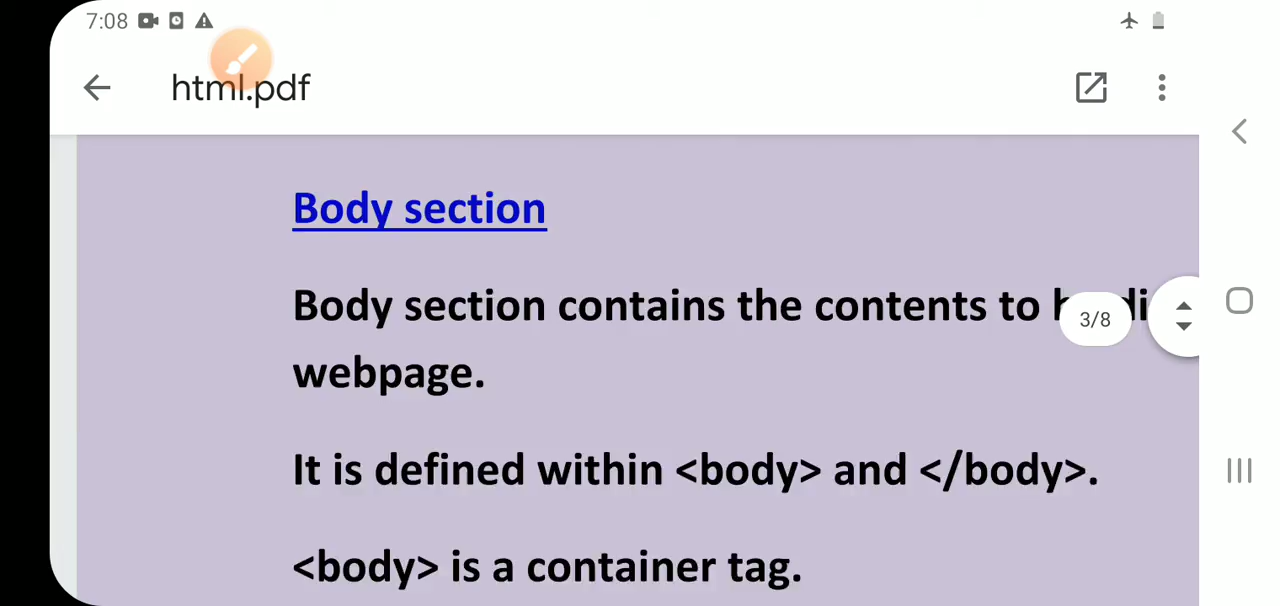 7:08
html.pdf
Body section
Body section contains the contents to
webpage.
3/8
It is defined within <body> and </body>.
<body> is a container tag.